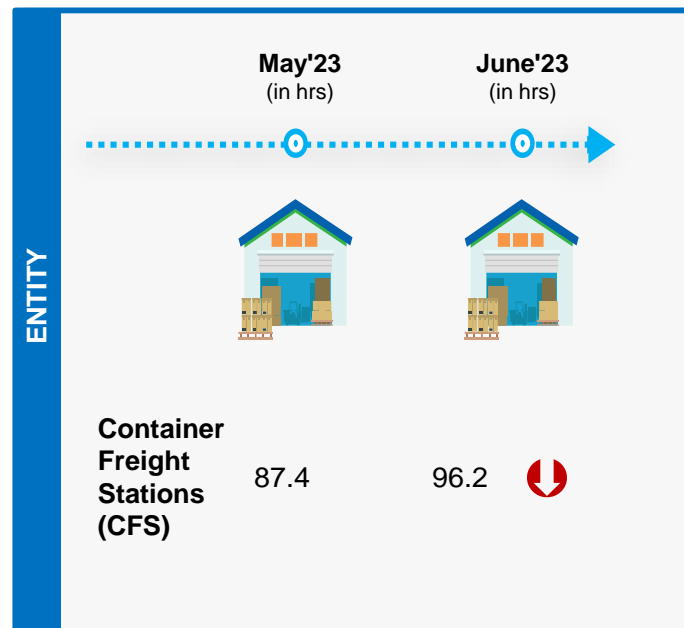 May'23
(in hrs)
June'23
(in hrs)
ENTITY
Container
Freight
Stations
(CFS)
87.4
96.2